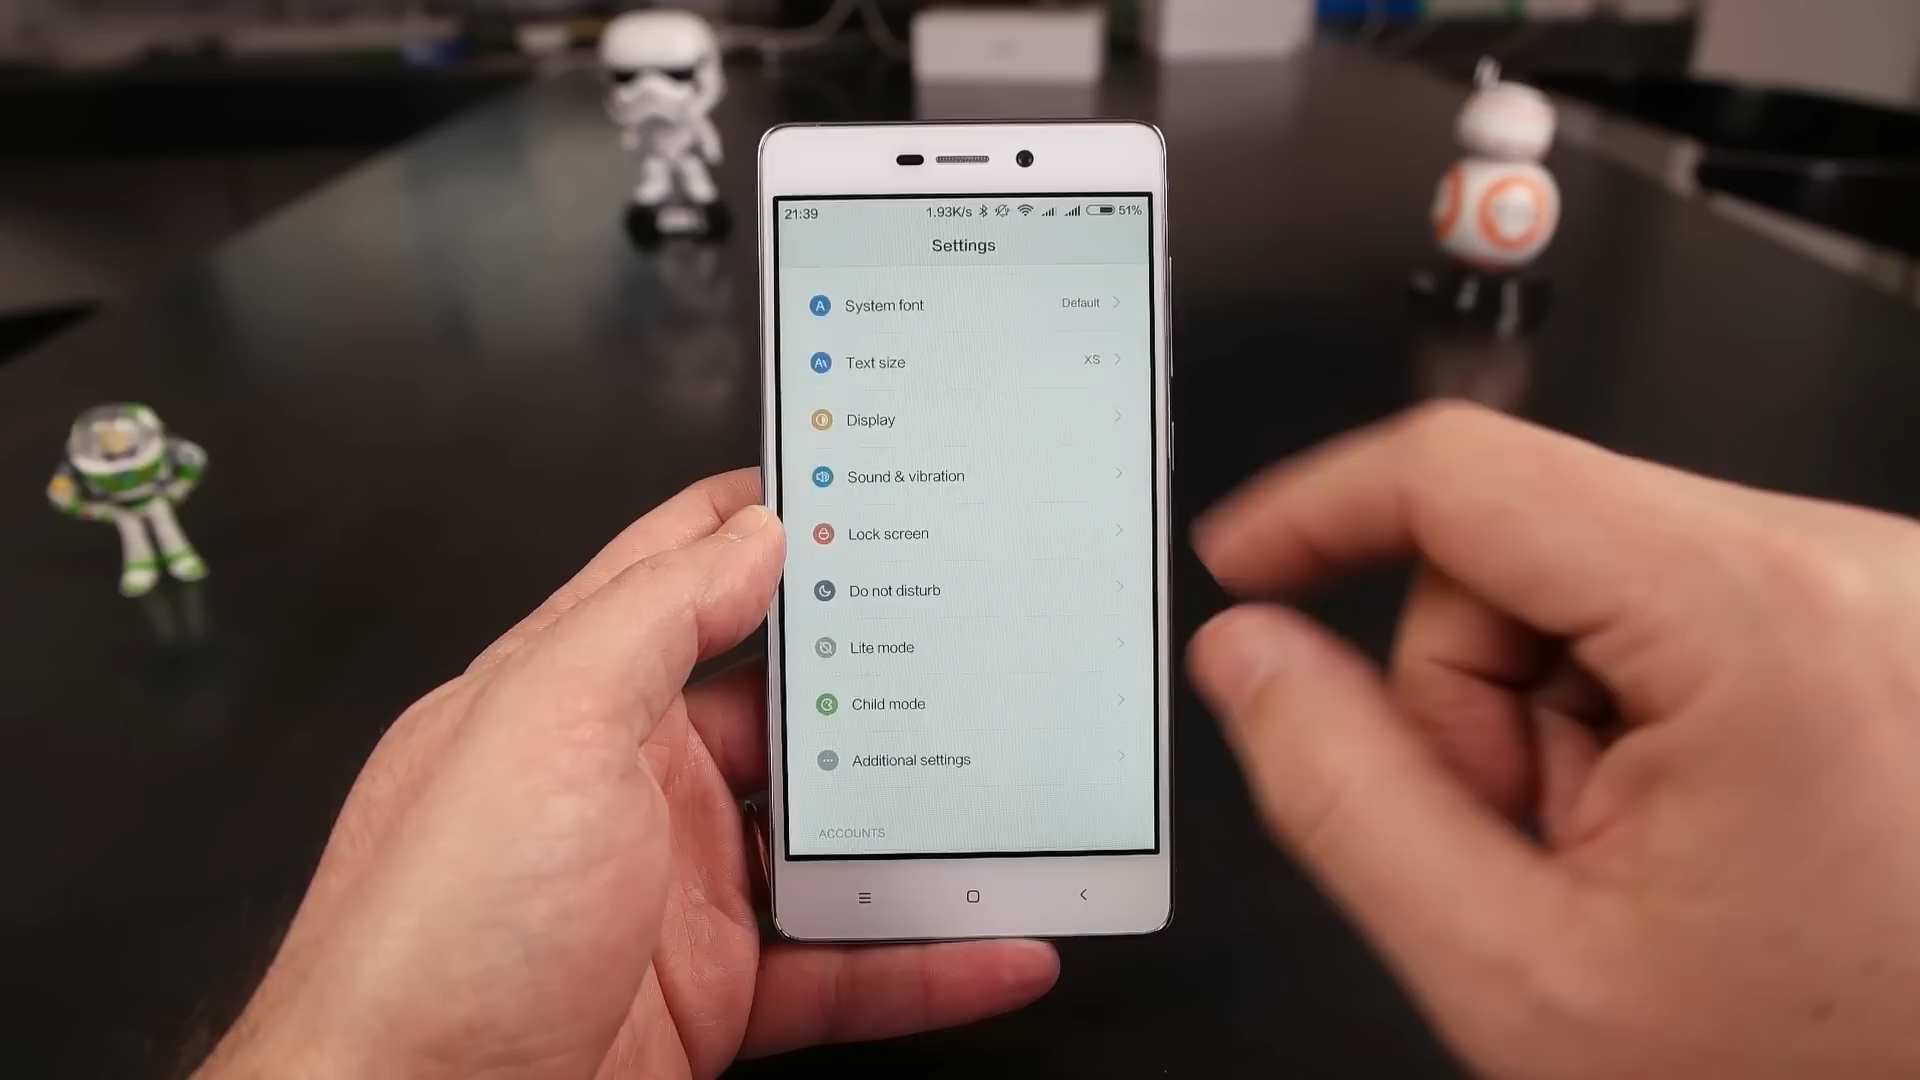 21:39 1.93K/s 51%
Settings
System font Default
Text size XS
Display
Sound & vibration
Lock screen
Do not disturb
Lite mode
Child mode
Additional settings
ACCOUNTS